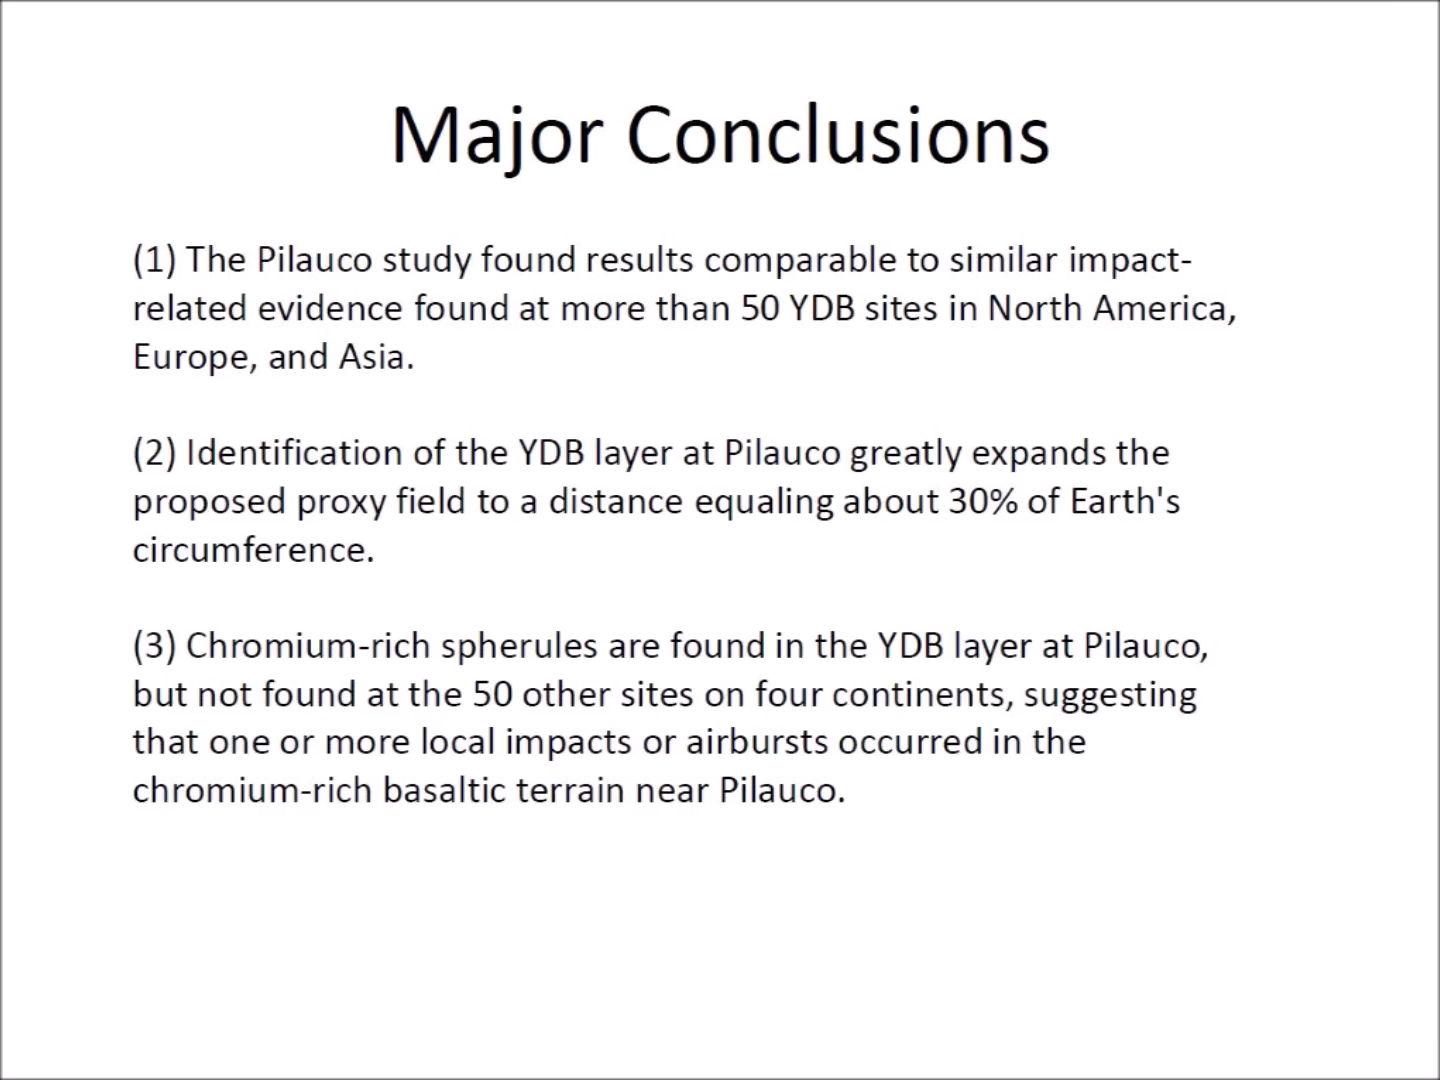 Major Conclusions
(1) The Pilauco study found results comparable to similar impact-
related evidence found at more than 50 YDB sites in North America,
Europe, and Asia.
(2) Identification of the YDB layer at Pilauco greatly expands the
proposed proxy field to a distance equaling about 30% of Earth's
circumference.
(3) Chromium-rich spherules are found in the YDB layer at Pilauco,
but not found at the 50 other sites on four continents, suggesting
that one or more local impacts or airbursts occurred in the
chromium-rich basaltic terrain near Pilauco.